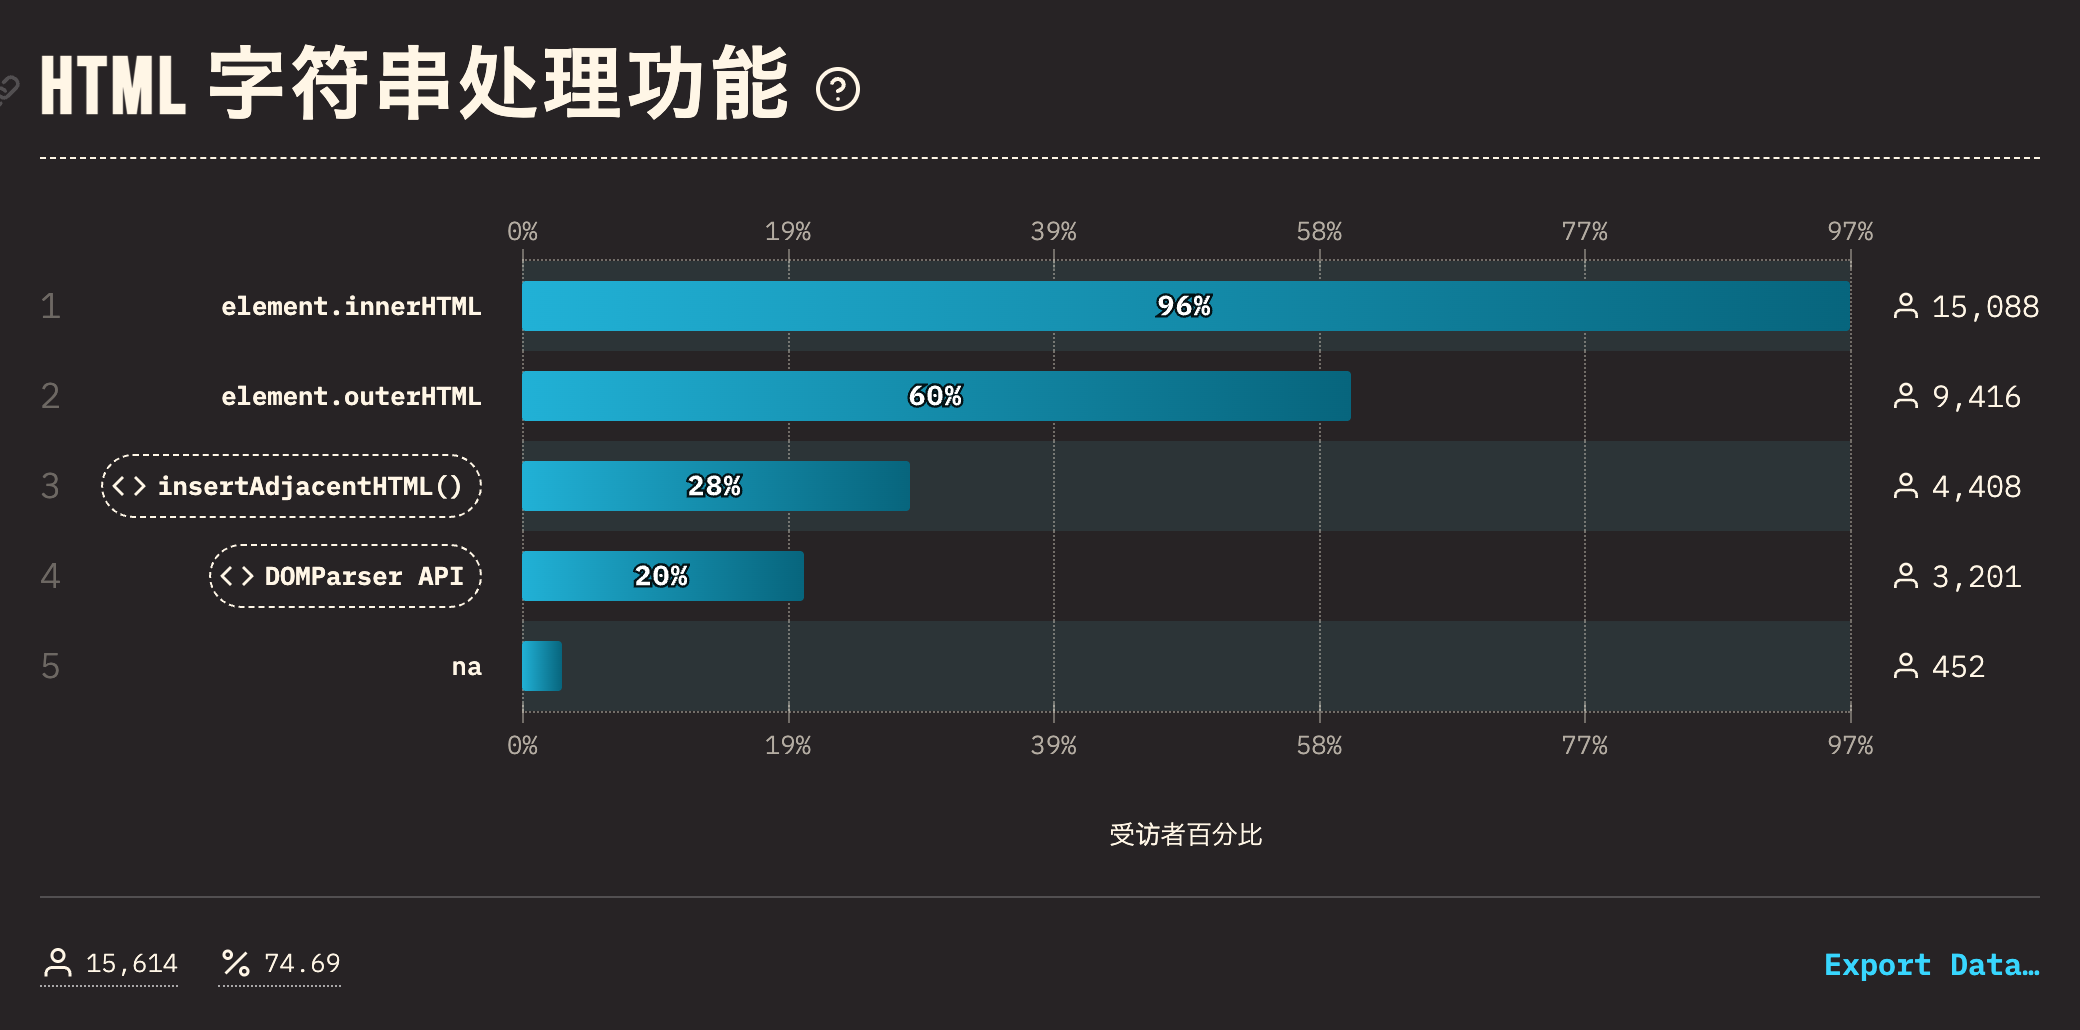 HTML 字符串处理功能 ?
0% 19% 39% 58% 77% 97%
1 element.innerHTML 96% 15,088
2 element.outerHTML 60% 9,416
3 <> insertAdjacentHTML() 28% 4,408
4 <> DOMParser API 20% 3,201
5 na 452
0% 19% 39% 58% 77% 97%
受访者百分比
15,614 % 74.69 Export Data…